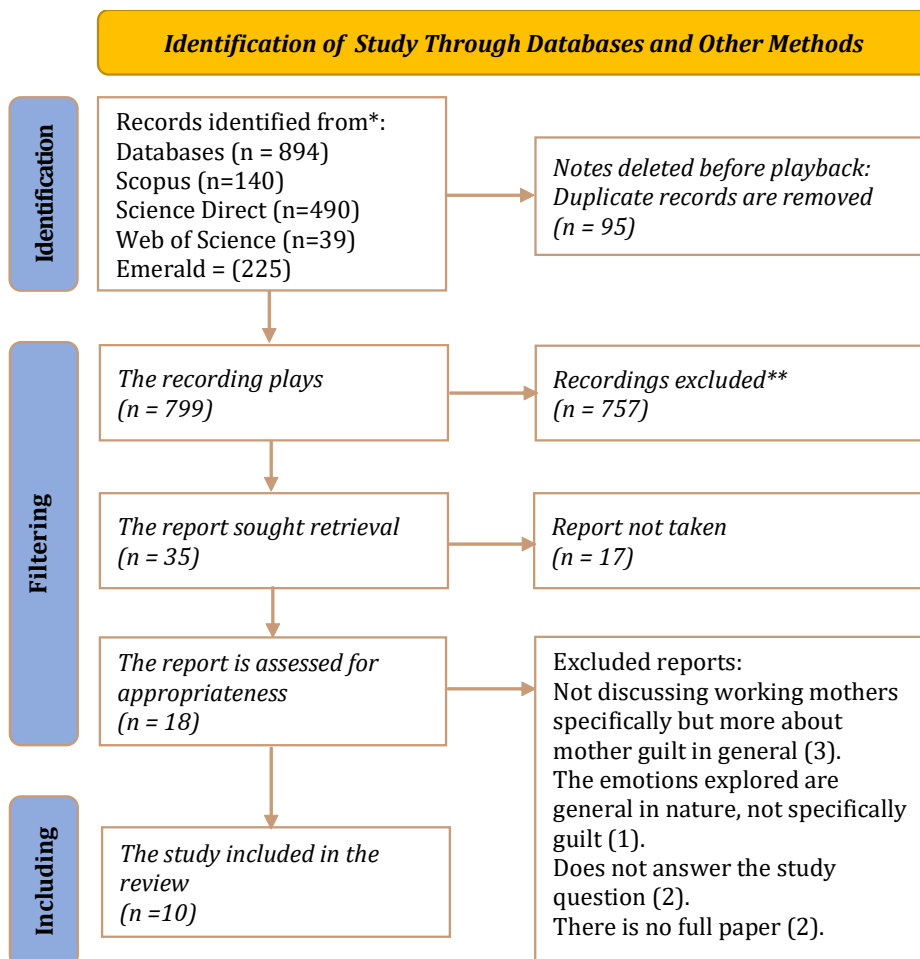 Identification of Study Through Databases and Other Methods
Identification
Records identified from*:
Databases (n = 894)
Scopus (n=140)
Science Direct (n=490)
Web of Science (n=39)
Emerald = (225)
Notes deleted before playback:
Duplicate records are removed
(n = 95)
Filtering
The recording plays
(n = 799)
Recordings excluded**
(n = 757)
The report sought retrieval
(n = 35)
Report not taken
(n = 17)
The report is assessed for
appropriateness
(n = 18)
Excluded reports:
Not discussing working mothers
specifically but more about
mother guilt in general (3).
The emotions explored are
general in nature, not specifically
guilt (1).
Does not answer the study
question (2).
There is no full paper (2).
Including
The study included in the
review
(n =10)